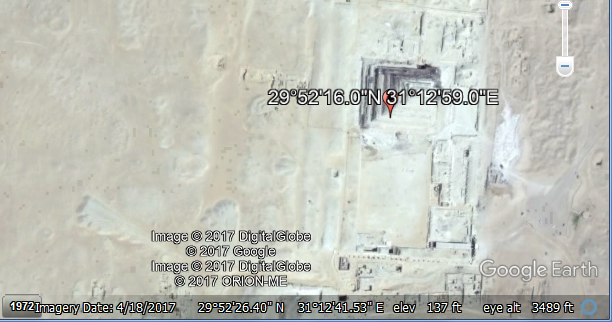 29°52'16.0"N 31°12'59.0"E
Image © 2017 DigitalGlobe
© 2017 Google
Image © 2017 DigitalGlobe
© 2017 ORION-ME
Google Earth
1972 Imagery Date: 4/18/2017 29°52'26.40" N 31°12'41.53" E elev 137 ft eye alt 3489 ft